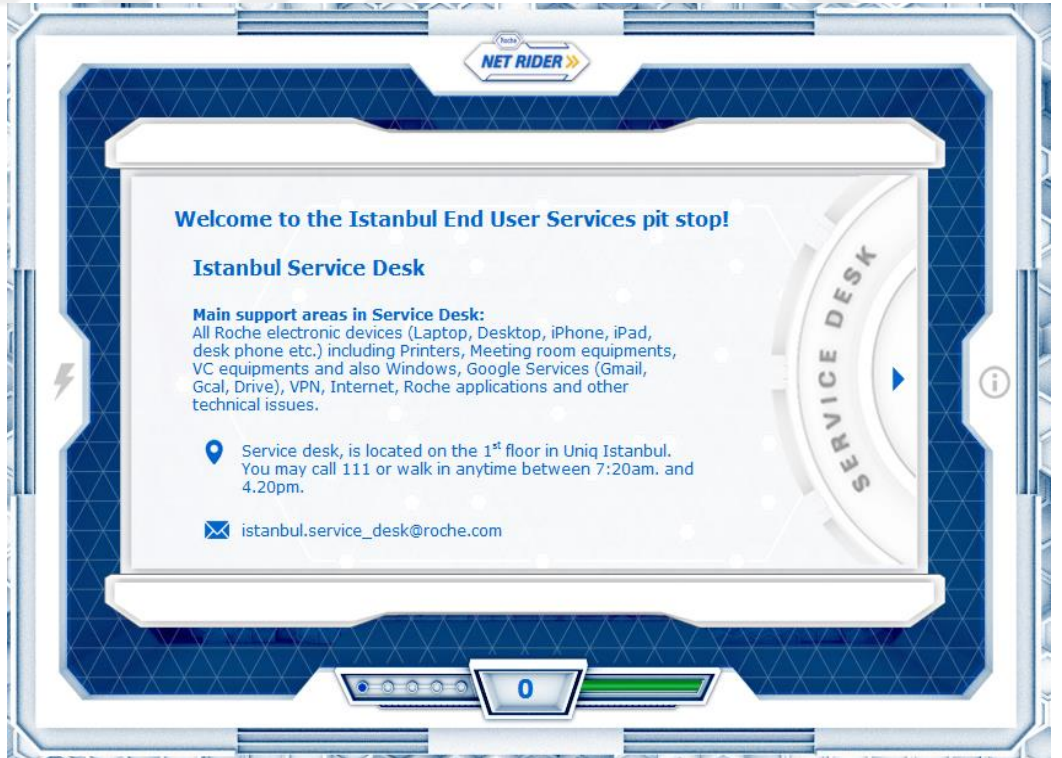 Roche
NET RIDER »
Welcome to the Istanbul End User Services pit stop!
Istanbul Service Desk
Main support areas in Service Desk:
All Roche electronic devices (Laptop, Desktop, iPhone, iPad,
desk phone etc.) including Printers, Meeting room equipments,
VC equipments and also Windows, Google Services (Gmail,
Gcal, Drive), VPN, Internet, Roche applications and other
technical issues.
Service desk, is located on the 1st floor in Uniq Istanbul.
You may call 111 or walk in anytime between 7:20am. and
4.20pm.
istanbul.service_desk@roche.com
SERVICE DESK
0